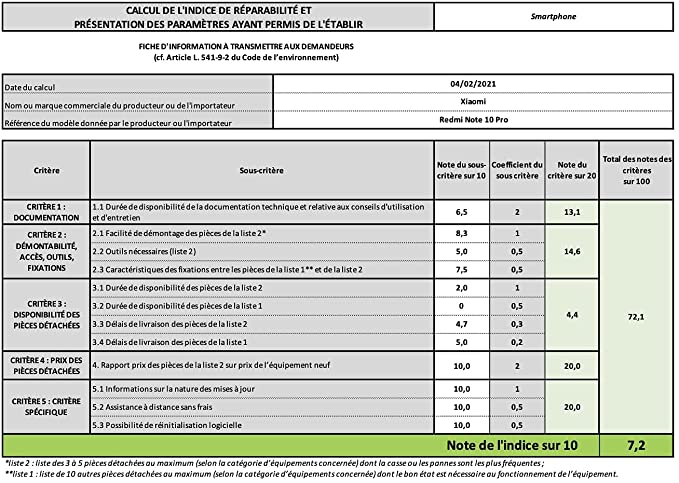 CALCUL DE L'INDICE DE RÉPARABILITÉ ET
PRÉSENTATION DES PARAMÈTRES AYANT PERMIS DE L'ÉTABLIR
Smartphone
FICHE D'INFORMATION À TRANSMETTRE AUX DEMANDEURS
(cf. Article L. 541-9-2 du Code de l'environnement)
Date du calcul 04/02/2021
Nom ou marque commerciale du producteur ou de l'importateur Xiaomi
Référence du modèle donnée par le producteur ou l'importateur Redmi Note 10 Pro
Critère
Sous-critère
Note du sous-
critère sur 10
Coefficient du
sous critère
Note du
critère sur 20
Total des notes des
critères
sur 100
CRITÈRE 1 :
DOCUMENTATION
1.1 Durée de disponibilité de la documentation technique et relative aux conseils d'utilisation
et d'entretien
6,5 2 13,1
CRITÈRE 2 :
DÉMONTABILITÉ,
ACCÈS, OUTILS,
FIXATIONS
2.1 Facilité de démontage des pièces de la liste 2* 8,3 1
2.2 Outils nécessaires (liste 2) 5,0 0,5
2.3 Caractéristiques des fixations entre les pièces de la liste 1** et de la liste 2 7,5 0,5
14,6
CRITÈRE 3 :
DISPONIBILITÉ DES
PIÈCES DÉTACHÉES
3.1 Durée de disponibilité des pièces de la liste 2 2,0 1
3.2 Durée de disponibilité des pièces de la liste 1 0 0,5
3.3 Délais de livraison des pièces de la liste 2 4,7 0,3
3.4 Délais de livraison des pièces de la liste 1 5,0 0,2
4,4
72,1
CRITÈRE 4 : PRIX DES
PIÈCES DÉTACHÉES
4. Rapport prix des pièces de la liste 2 sur prix de l'équipement neuf 10,0 2 20,0
CRITÈRE 5 : CRITÈRE
SPÉCIFIQUE
5.1 Informations sur la nature des mises à jour 10,0 1
5.2 Assistance à distance sans frais 10,0 0,5
5.3 Possibilité de réinitialisation logicielle 10,0 0,5
20,0
Note de l'indice sur 10 7,2
*liste 2 : liste des 3 à 5 pièces détachées au maximum (selon la catégorie d'équipements concernée) dont la casse ou les pannes sont les plus fréquentes ;
**liste 1 : liste de 10 autres pièces détachées au maximum (selon la catégorie d'équipements concernée) dont le bon état est nécessaire au fonctionnement de l'équipement.